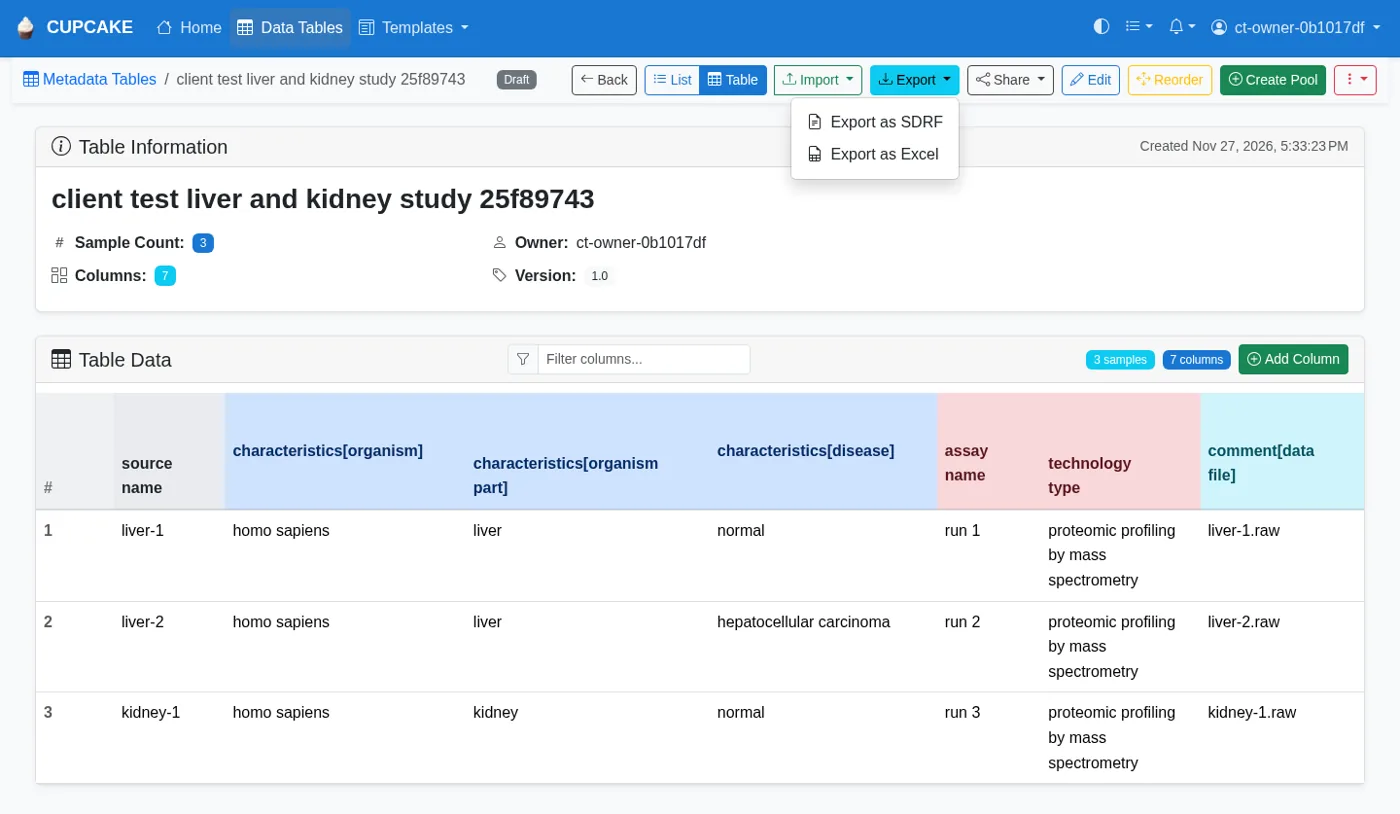 CUPCAKE Home Data Tables Templates ct-owner-0b1017df
Metadata Tables / client test liver and kidney study 25f89743 Draft Back List Table Import Export Share Edit Reorder Create Pool
Export as SDRF
Export as Excel
Table Information Created Nov 27, 2026, 5:33:23 PM
client test liver and kidney study 25f89743
# Sample Count: 3 Owner: ct-owner-0b1017df
Columns: 7 Version: 1.0
Table Data Filter columns... 3 samples 7 columns Add Column
# source name characteristics[organism] characteristics[organism part] characteristics[disease] assay name technology type comment[data file]
1 liver-1 homo sapiens liver normal run 1 proteomic profiling by mass spectrometry liver-1.raw
2 liver-2 homo sapiens liver hepatocellular carcinoma run 2 proteomic profiling by mass spectrometry liver-2.raw
3 kidney-1 homo sapiens kidney normal run 3 proteomic profiling by mass spectrometry kidney-1.raw